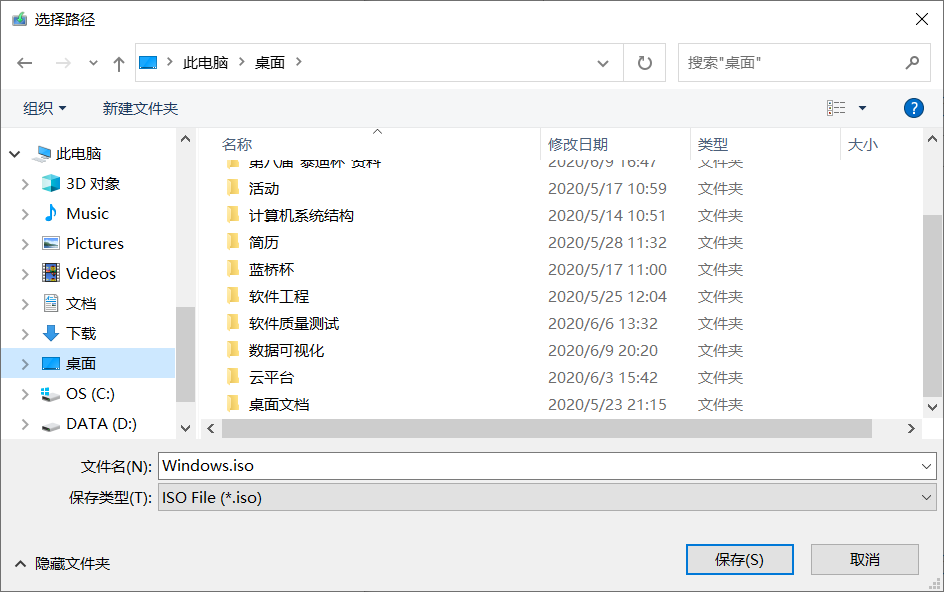 选择路径
此电脑 桌面
搜索"桌面"
组织 新建文件夹
?
名称 修改日期 类型 大小
此电脑
3D 对象
Music
Pictures
Videos
文档
下载
桌面
OS (C:)
DATA (D:)
第八届"泰迪杯"资料 2020/6/9 16:47 文件夹
活动 2020/5/17 10:59 文件夹
计算机系统结构 2020/5/14 10:51 文件夹
简历 2020/5/28 11:32 文件夹
蓝桥杯 2020/5/17 11:00 文件夹
软件工程 2020/5/25 12:04 文件夹
软件质量测试 2020/6/6 13:32 文件夹
数据可视化 2020/6/9 20:20 文件夹
云平台 2020/6/3 15:42 文件夹
桌面文档 2020/5/23 21:15 文件夹
文件名(N): Windows.iso
保存类型(T): ISO File (*.iso)
隐藏文件夹
保存(S) 取消